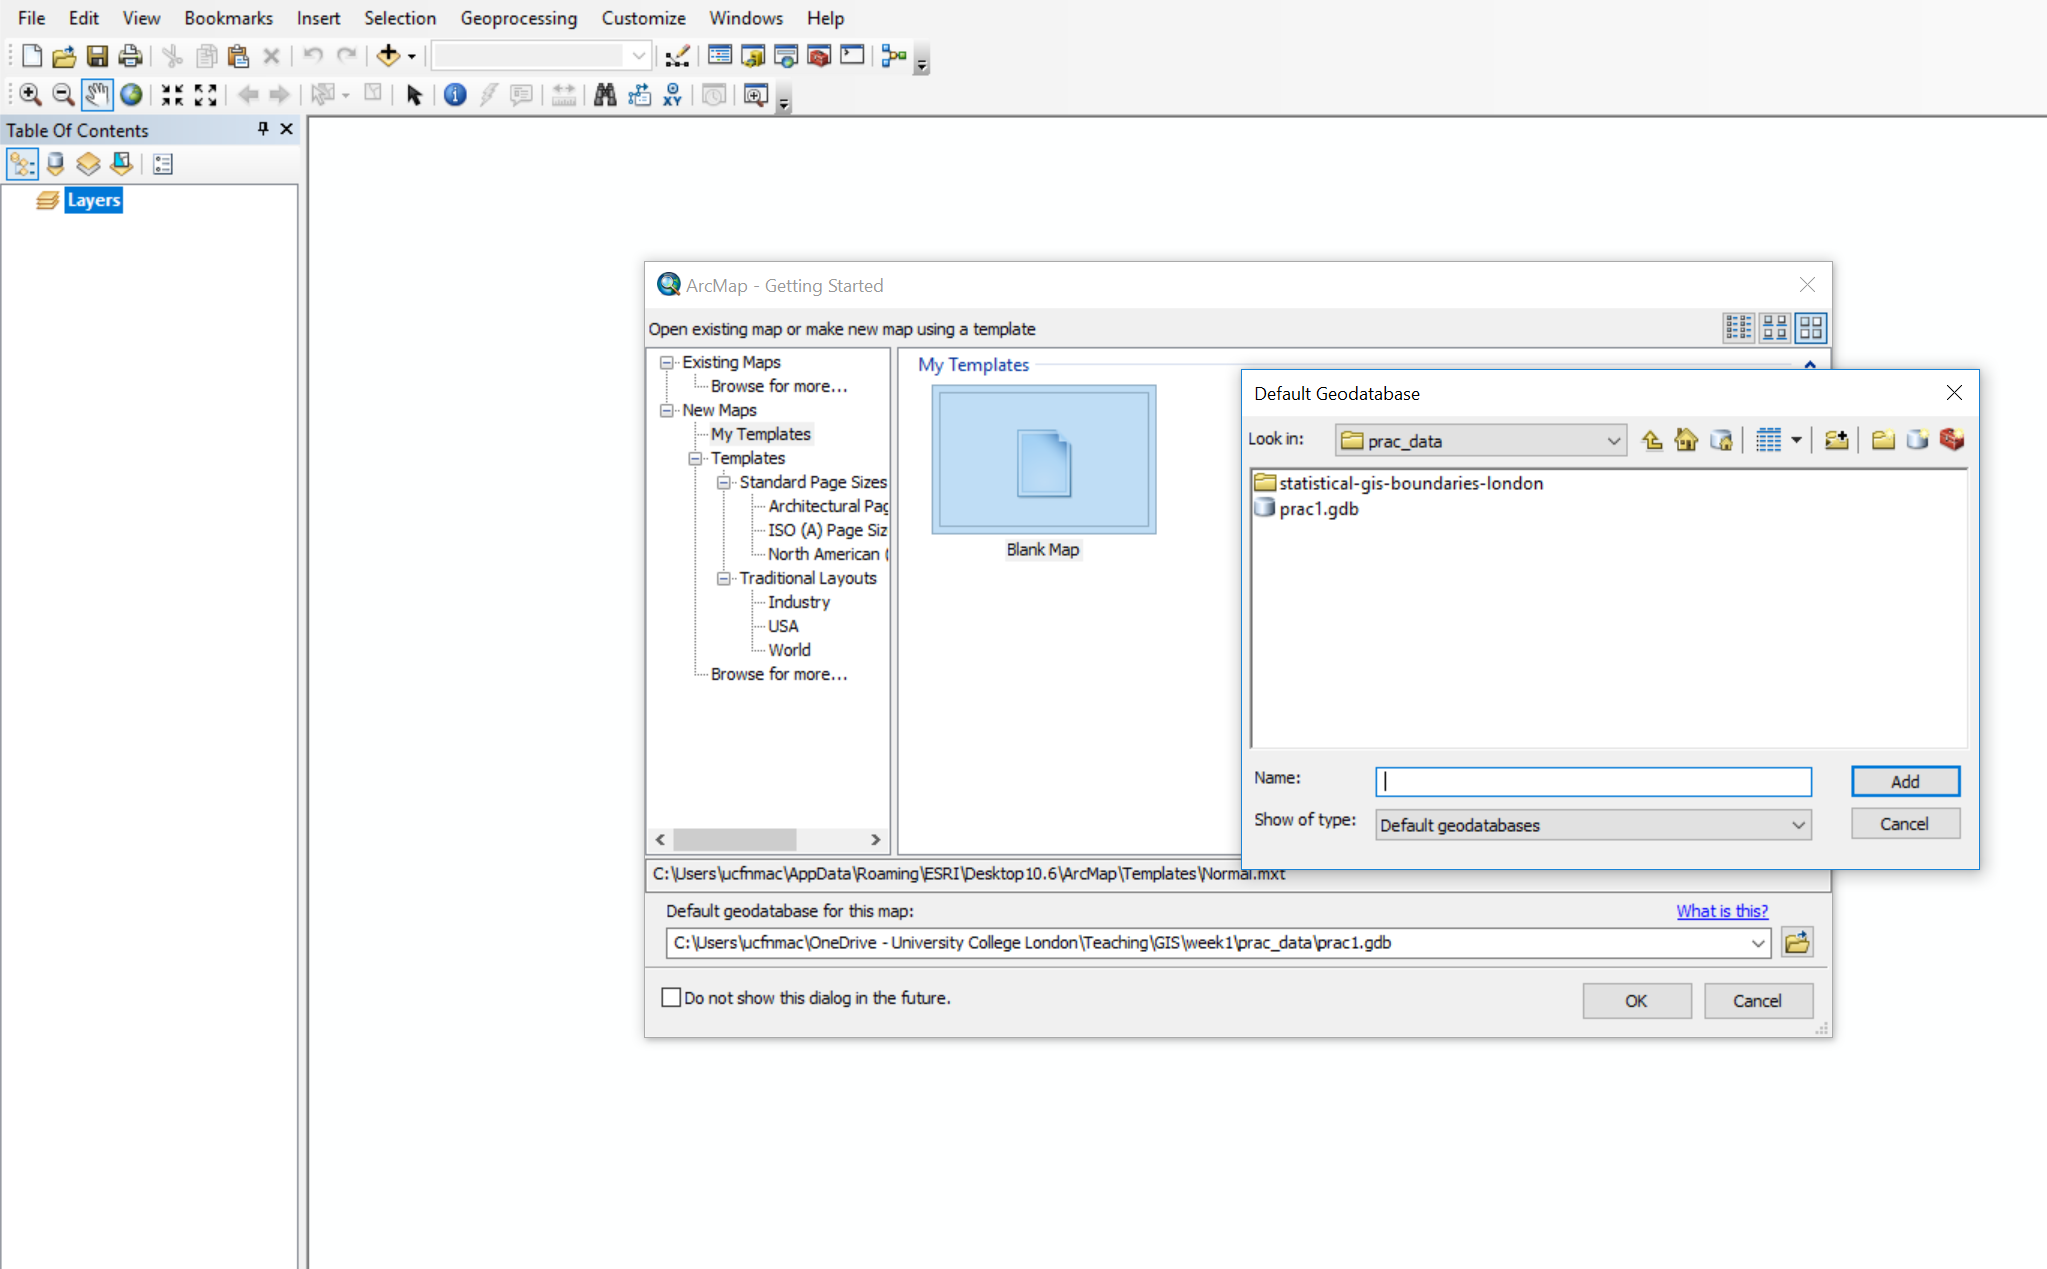 File Edit View Bookmarks Insert Selection Geoprocessing Customize Windows Help
XY
Table Of Contents
Layers
ArcMap - Getting Started
Open existing map or make new map using a template
Existing Maps
Browse for more...
New Maps
My Templates
Templates
Standard Page Sizes
Architectural Pag
ISO (A) Page Siz
North American (
Traditional Layouts
Industry
USA
World
Browse for more...
My Templates
Blank Map
Default Geodatabase
Look in: prac_data
statistical-gis-boundaries-london
prac1.gdb
Name: Add
Show of type: Default geodatabases Cancel
C:\Users\ucfnmac\AppData\Roaming\ESRI\Desktop10.6\ArcMap\Templates\Normal.mxt
Default geodatabase for this map: What is this?
C:\Users\ucfnmac\OneDrive - University College London\Teaching\GIS\week1\prac_data\prac1.gdb
Do not show this dialog in the future. OK Cancel